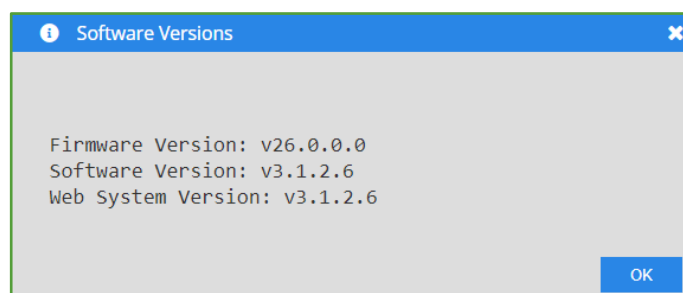 Software Versions
Firmware Version: v26.0.0.0
Software Version: v3.1.2.6
Web System Version: v3.1.2.6
OK